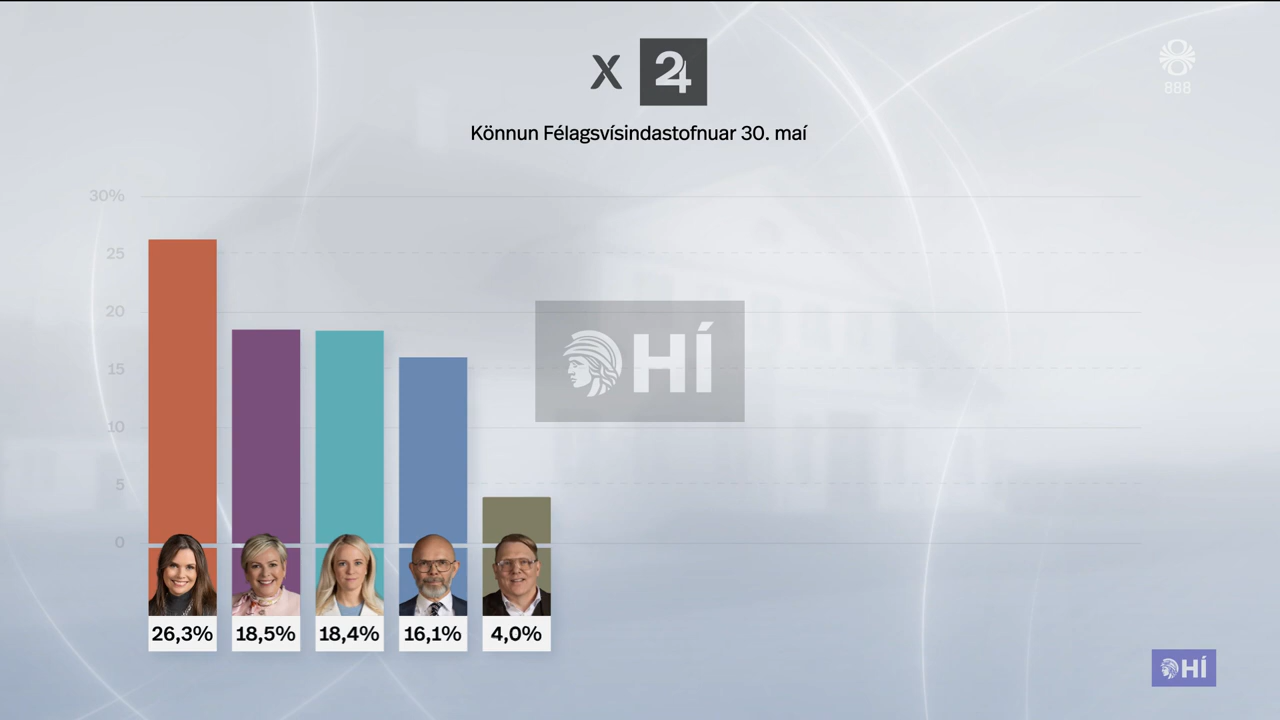 X 24
888
Könnun Félagsvísindastofnuar 30. maí
30%
25
20
15
10
5
0
HÍ
26,3% 18,5% 18,4% 16,1% 4,0%
HÍ